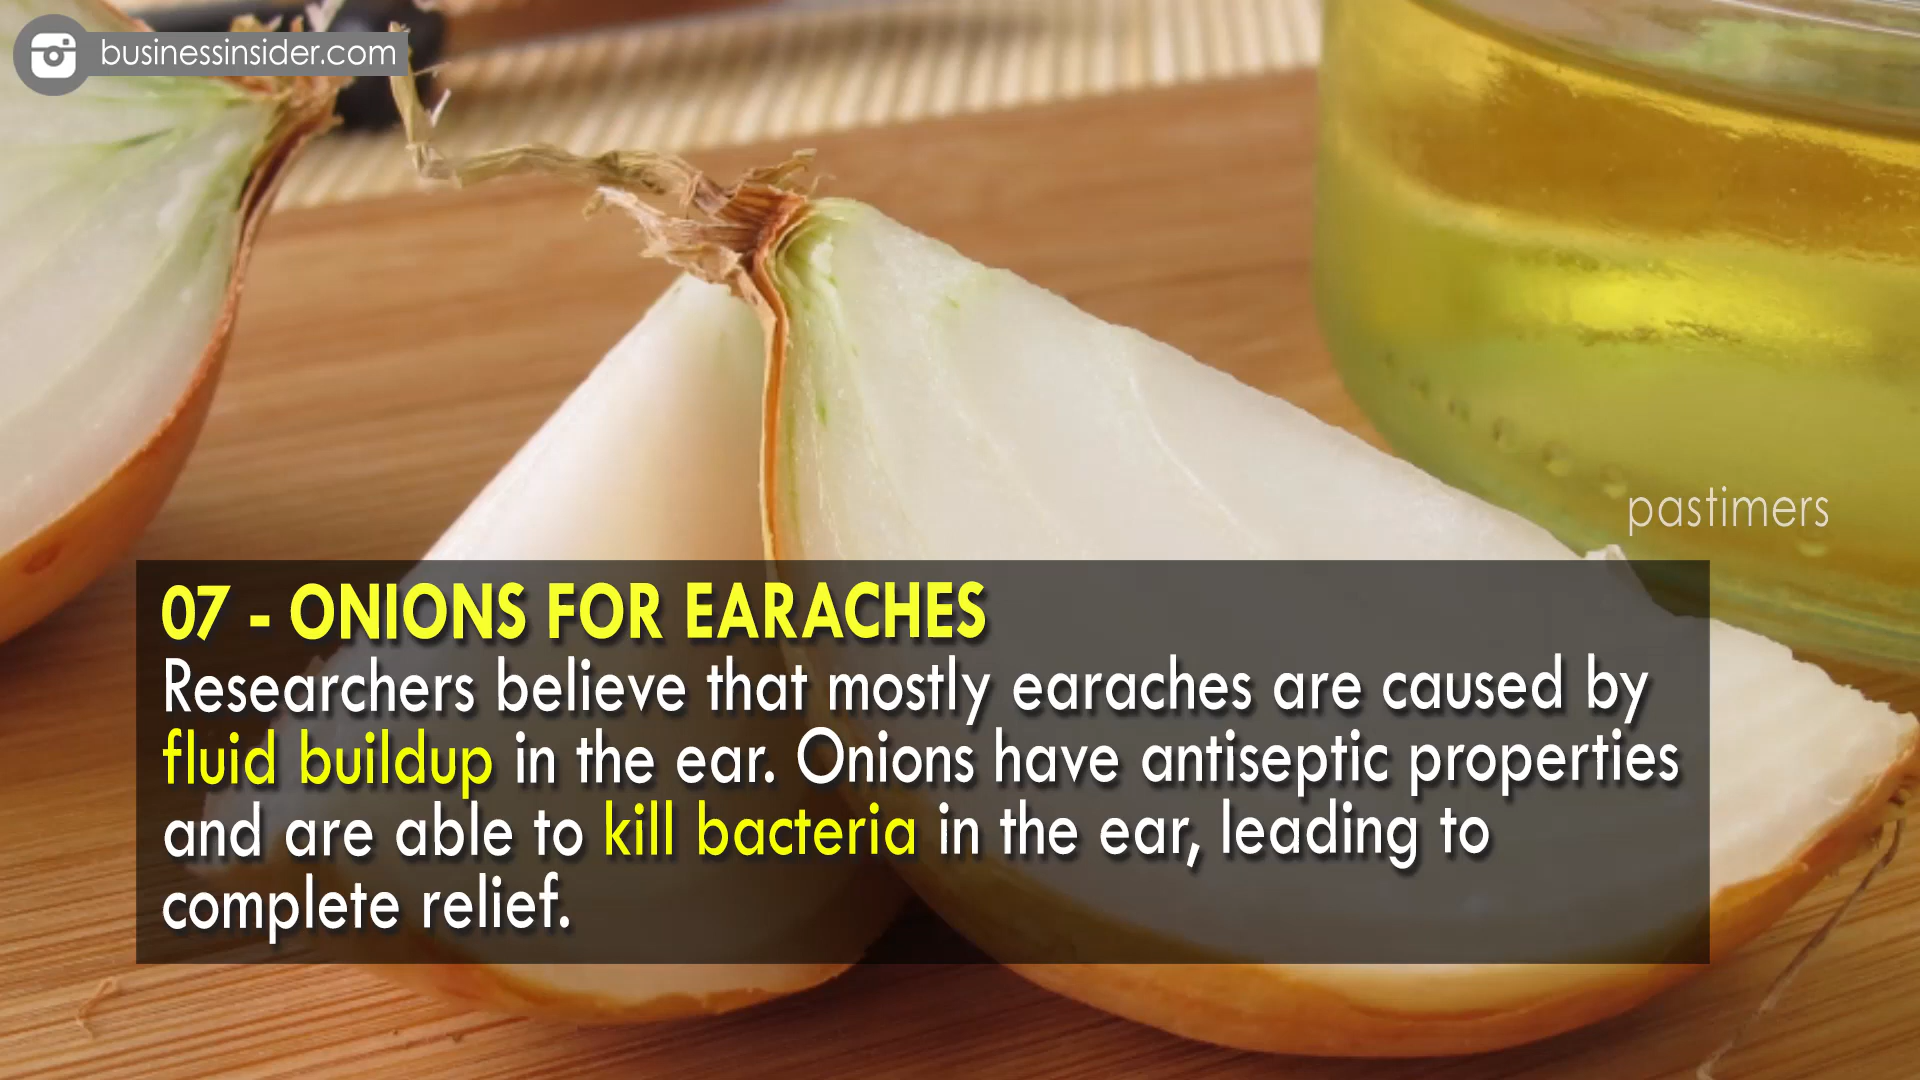 businessinsider.com
pastimers
07 - ONIONS FOR EARACHES
Researchers believe that mostly earaches are caused by
fluid buildup in the ear. Onions have antiseptic properties
and are able to kill bacteria in the ear, leading to
complete relief.